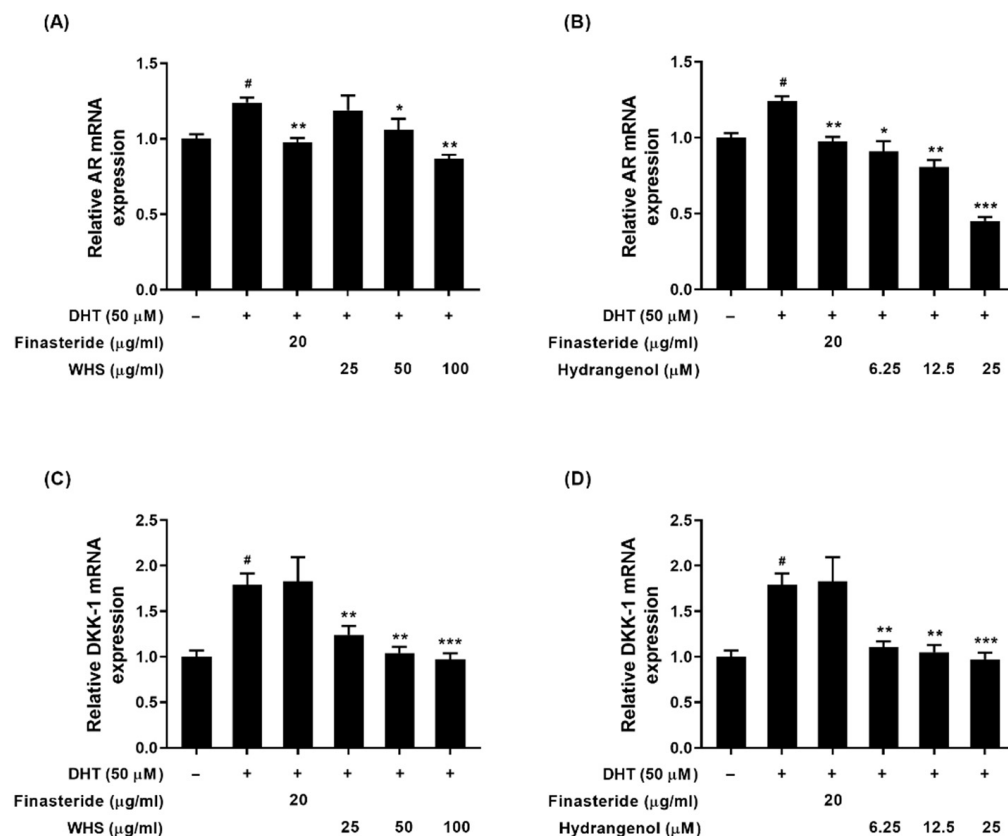 (A)
Relative AR mRNA
expression
1.5
1.0
0.5
0.0
#
**
*
**
DHT (50 μM) – + + + + +
Finasteride (μg/ml) 20
WHS (μg/ml) 25 50 100
(B)
Relative AR mRNA
expression
1.5
1.0
0.5
0.0
#
**
*
**
***
DHT (50 μM) – + + + + +
Finasteride (μg/ml) 20
Hydrangenol (μM) 6.25 12.5 25
(C)
Relative DKK-1 mRNA
expression
2.5
2.0
1.5
1.0
0.5
0.0
#
**
**
***
DHT (50 μM) – + + + + +
Finasteride (μg/ml) 20
WHS (μg/ml) 25 50 100
(D)
Relative DKK-1 mRNA
expression
2.5
2.0
1.5
1.0
0.5
0.0
#
**
**
***
DHT (50 μM) – + + + + +
Finasteride (μg/ml) 20
Hydrangenol (μM) 6.25 12.5 25